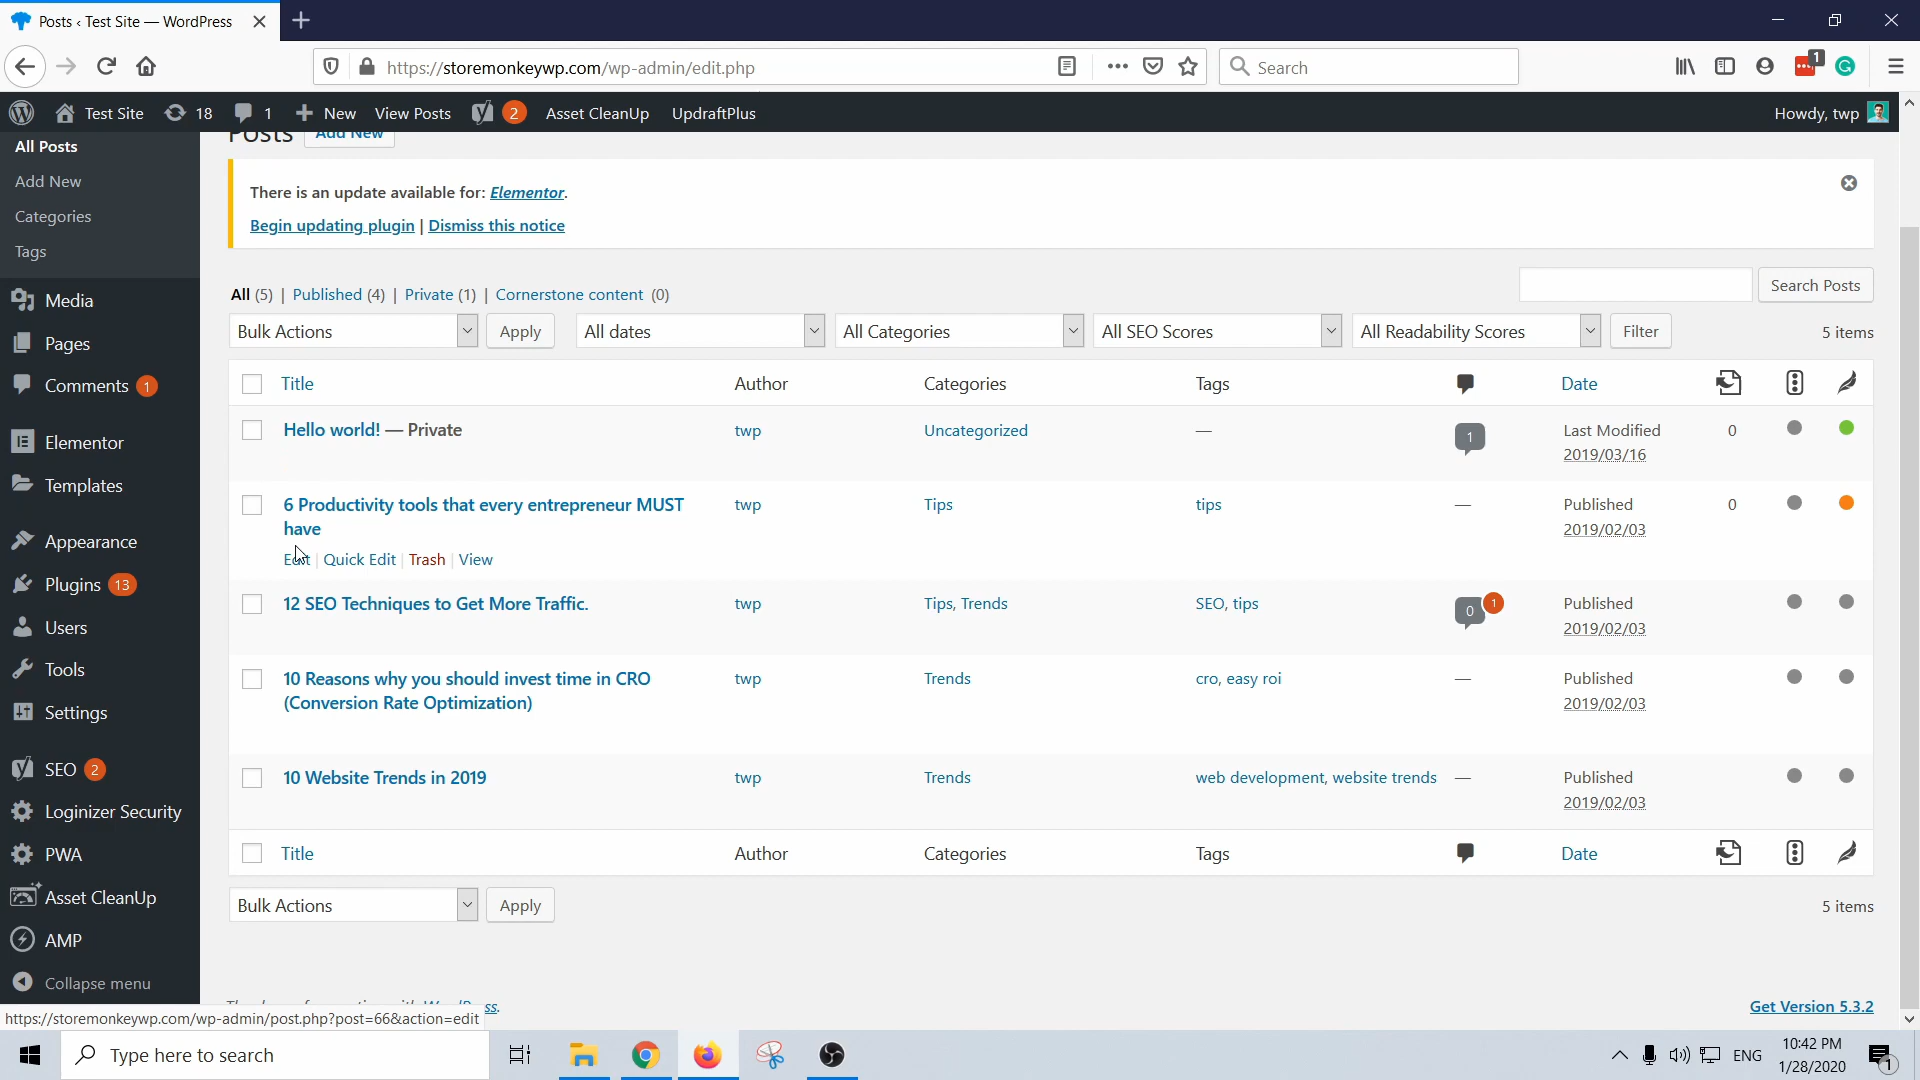 Posts ‹ Test Site — WordPress
https://storemonkeywp.com/wp-admin/edit.php
Search
1
Test Site
18
1
New
View Posts
2
Asset CleanUp
UpdraftPlus
Howdy, twp
All Posts
Add New
Categories
Tags
Media
Pages
Comments 1
Elementor
Templates
Appearance
Plugins 13
Users
Tools
Settings
SEO 2
Loginizer Security
PWA
Asset CleanUp
AMP
Collapse menu
Posts Add New
There is an update available for: Elementor.
Begin updating plugin | Dismiss this notice
Search Posts
All (5) | Published (4) | Private (1) | Cornerstone content (0)
Bulk Actions Apply All dates All Categories All SEO Scores All Readability Scores Filter 5 items
Title Author Categories Tags Date
Hello world! — Private twp Uncategorized — 1 Last Modified 0
2019/03/16
6 Productivity tools that every entrepreneur MUST twp Tips tips — Published 0
have 2019/02/03
Edit | Quick Edit | Trash | View
12 SEO Techniques to Get More Traffic. twp Tips, Trends SEO, tips 0 1 Published
2019/02/03
10 Reasons why you should invest time in CRO twp Trends cro, easy roi — Published
(Conversion Rate Optimization) 2019/02/03
10 Website Trends in 2019 twp Trends web development, website trends — Published
2019/02/03
Title Author Categories Tags Date
Bulk Actions Apply 5 items
Get Version 5.3.2
https://storemonkeywp.com/wp-admin/post.php?post=66&action=edit
Type here to search
ENG
10:42 PM
1/28/2020
1